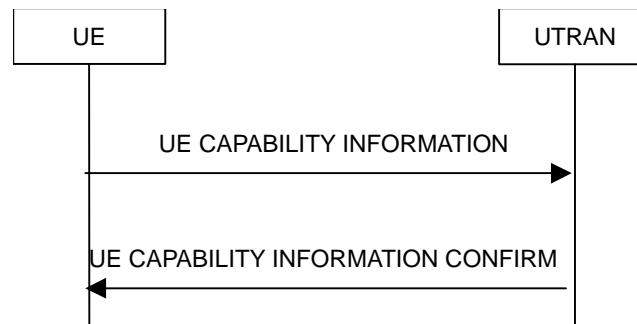 UE
UTRAN
UE CAPABILITY INFORMATION
UE CAPABILITY INFORMATION CONFIRM